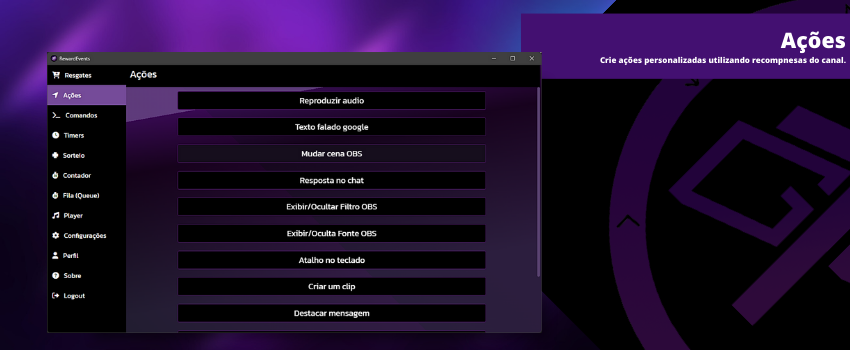 Ações
Crie ações personalizadas utilizando recompnesas do canal.
RewardEvents
Resgates
Ações
Comandos
Timers
Sorteio
Contador
Fila (Queue)
Player
Configurações
Perfil
Sobre
Logout
Ações
Reproduzir audio
Texto falado google
Mudar cena OBS
Resposta no chat
Exibir/Ocultar Filtro OBS
Exibir/Oculta Fonte OBS
Atalho no teclado
Criar um clip
Destacar mensagem